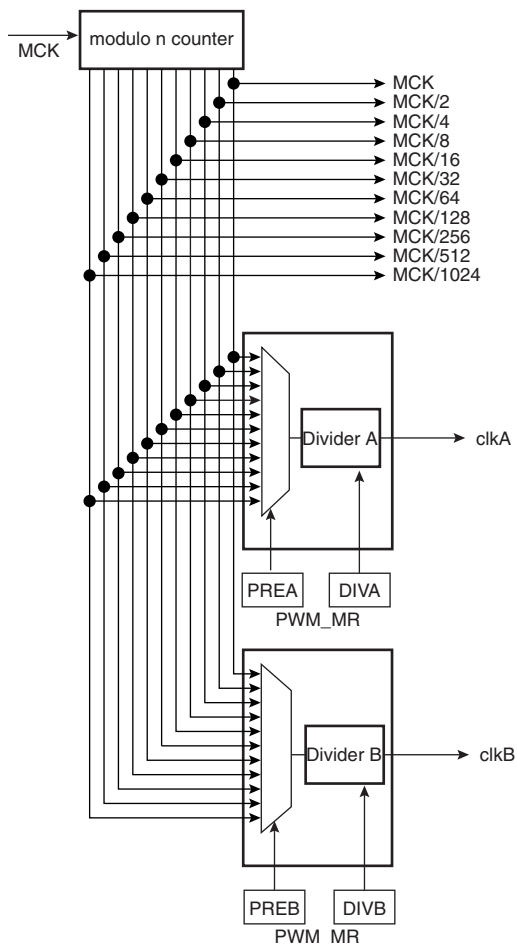 modulo n counter
MCK
MCK
MCK/2
MCK/4
MCK/8
MCK/16
MCK/32
MCK/64
MCK/128
MCK/256
MCK/512
MCK/1024
Divider A
clkA
PREA
DIVA
PWM_MR
Divider B
clkB
PREB
DIVB
PWM_MR